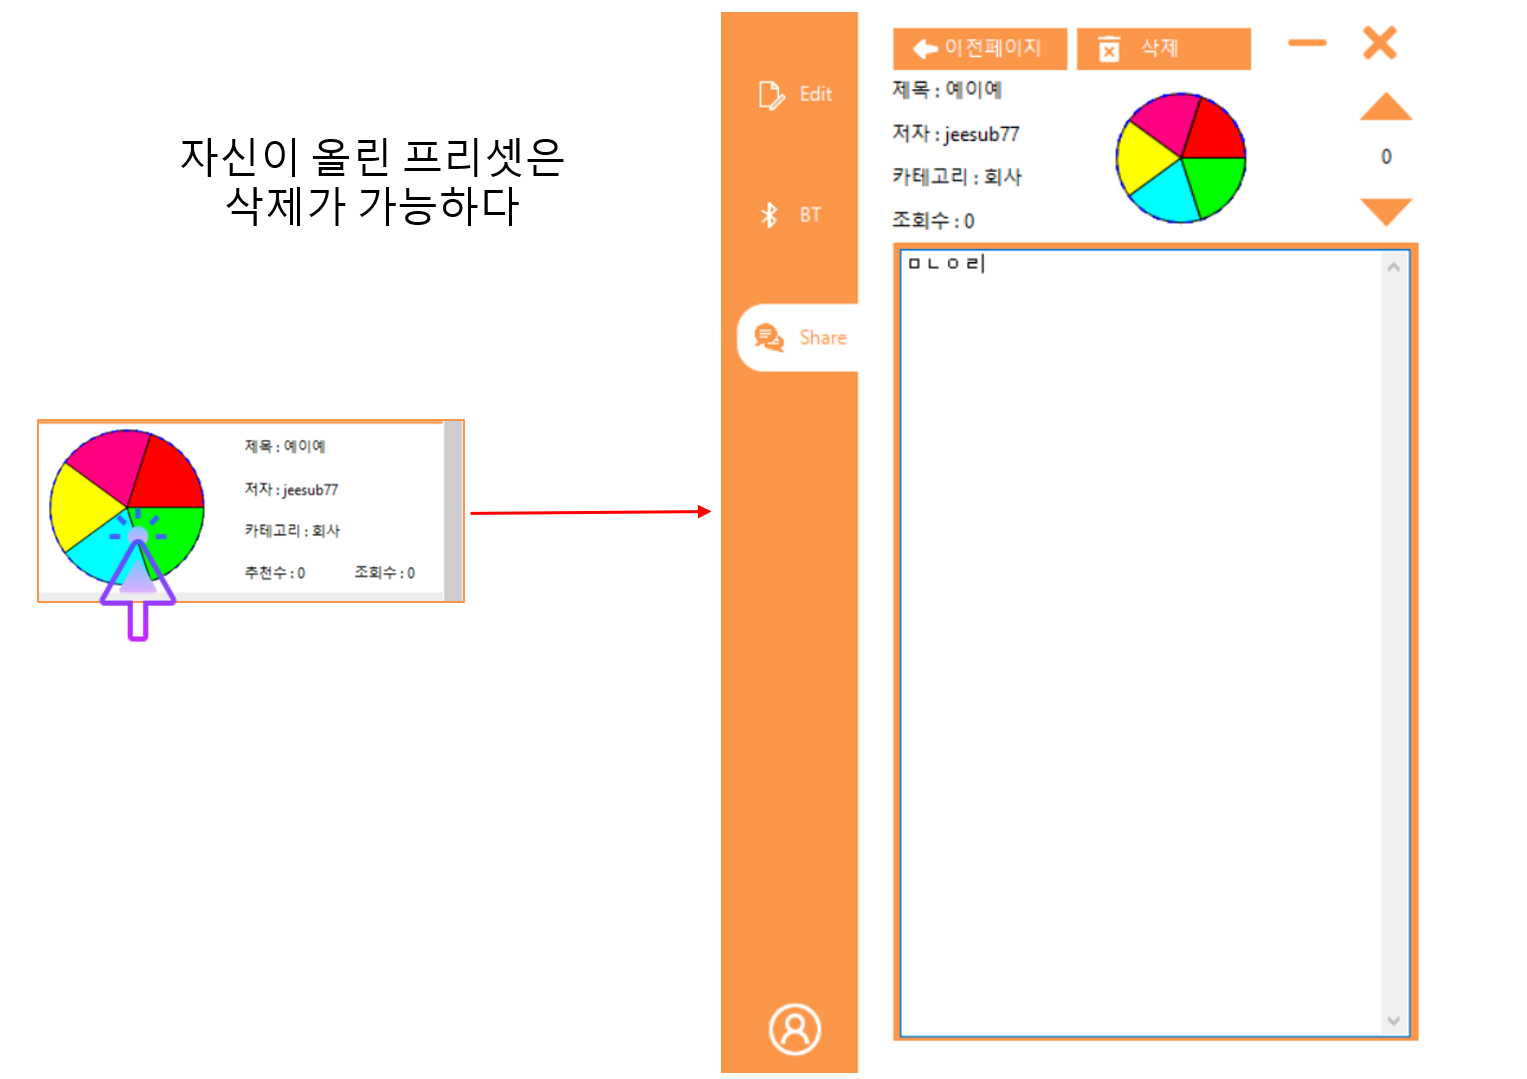 자신이 올린 프리셋은
삭제가 가능하다
제목 : 예이예
저자 : jeesub77
카테고리 : 회사
추천수 : 0 조회수 : 0
Edit
BT
Share
이전페이지 삭제
제목 : 예이예
저자 : jeesub77
카테고리 : 회사
조회수 : 0
0
ㅁㄴㅇㄹ